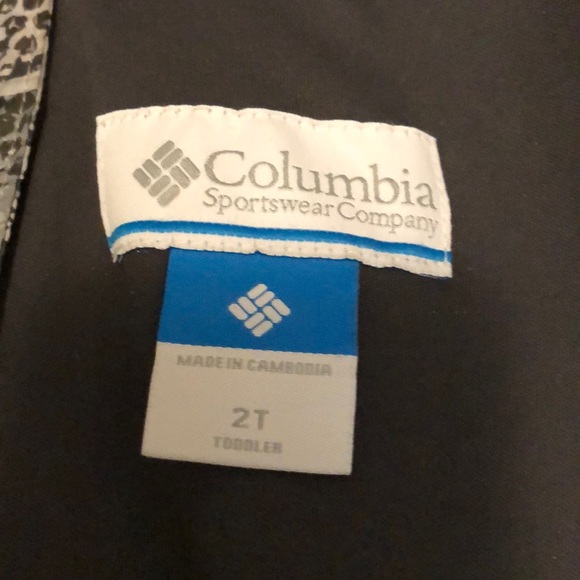 Columbia
Sportswear Company
MADE IN CAMBODIA
2T
TODDLER